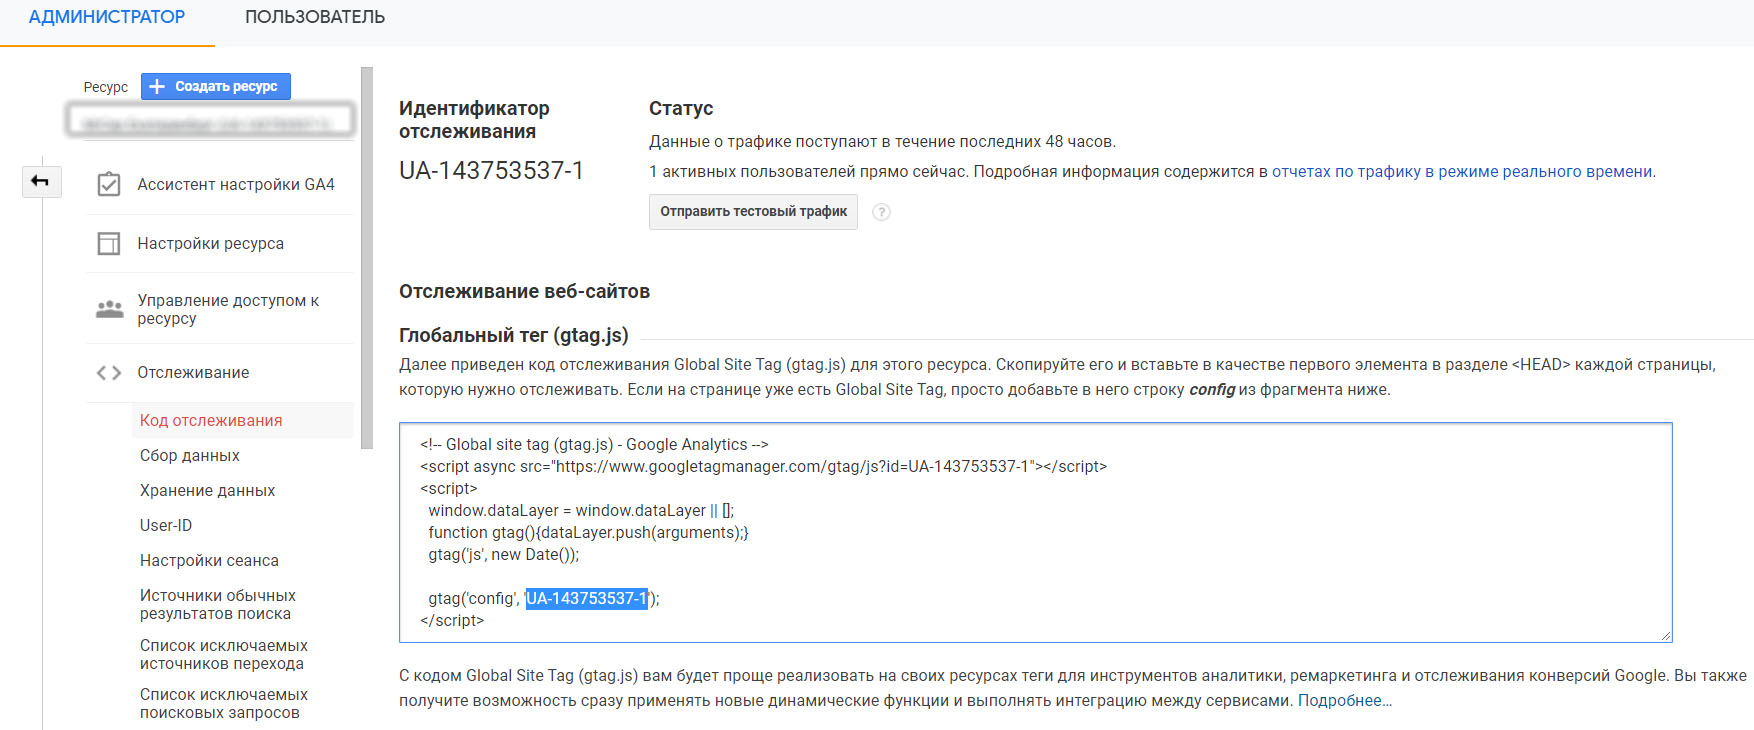 АДМИНИСТРАТОР ПОЛЬЗОВАТЕЛЬ
Ресурс Создать ресурс
Ассистент настройки GA4
Настройки ресурса
Управление доступом к
ресурсу
Отслеживание
Код отслеживания
Сбор данных
Хранение данных
User-ID
Настройки сеанса
Источники обычных
результатов поиска
Список исключаемых
источников перехода
Список исключаемых
поисковых запросов
Идентификатор
отслеживания
UA-143753537-1
Статус
Данные о трафике поступают в течение последних 48 часов.
1 активных пользователей прямо сейчас. Подробная информация содержится в отчетах по трафику в режиме реального времени.
Отправить тестовый трафик ?
Отслеживание веб-сайтов
Глобальный тег (gtag.js)
Далее приведен код отслеживания Global Site Tag (gtag.js) для этого ресурса. Скопируйте его и вставьте в качестве первого элемента в разделе <HEAD> каждой страницы,
которую нужно отслеживать. Если на странице уже есть Global Site Tag, просто добавьте в него строку config из фрагмента ниже.
<!-- Global site tag (gtag.js) - Google Analytics -->
<script async src="https://www.googletagmanager.com/gtag/js?id=UA-143753537-1"></script>
<script>
window.dataLayer = window.dataLayer || [];
function gtag(){dataLayer.push(arguments);}
gtag('js', new Date());
gtag('config', 'UA-143753537-1');
</script>
С кодом Global Site Tag (gtag.js) вам будет проще реализовать на своих ресурсах теги для инструментов аналитики, ремаркетинга и отслеживания конверсий Google. Вы также
получите возможность сразу применять новые динамические функции и выполнять интеграцию между сервисами. Подробнее…